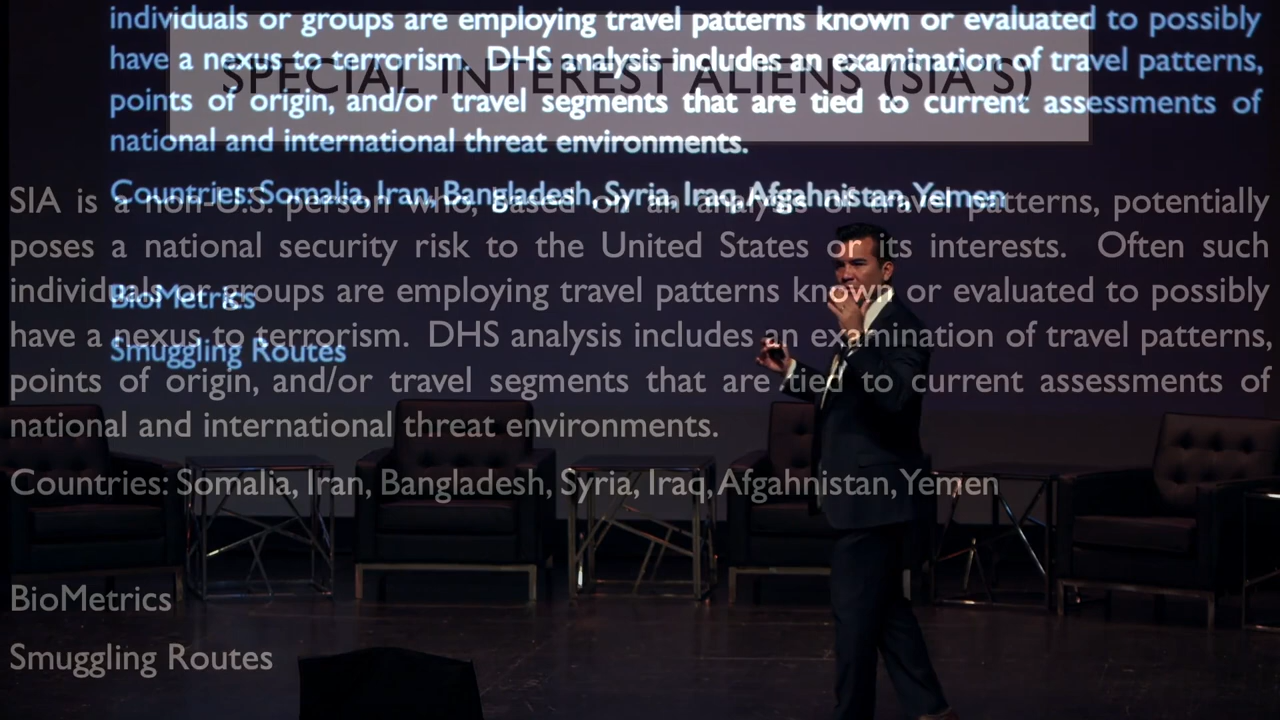 individuals or groups are employing travel patterns known or evaluated to possibly
have a nexus to terrorism. DHS analysis includes an examination of travel patterns,
points of origin, and/or travel segments that are tied to current assessments of
national and international threat environments.
Countries: Somalia, Iran, Bangladesh, Syria, Iraq, Afgahnistan, Yemen
BioMetrics
Smuggling Routes
SPECIAL INTEREST ALIENS (SIA'S)
SIA is a non-U.S. person who, based on an analysis of travel patterns, potentially
poses a national security risk to the United States or its interests. Often such
individuals or groups are employing travel patterns known or evaluated to possibly
have a nexus to terrorism. DHS analysis includes an examination of travel patterns,
points of origin, and/or travel segments that are tied to current assessments of
national and international threat environments.
Countries: Somalia, Iran, Bangladesh, Syria, Iraq, Afgahnistan, Yemen
BioMetrics
Smuggling Routes